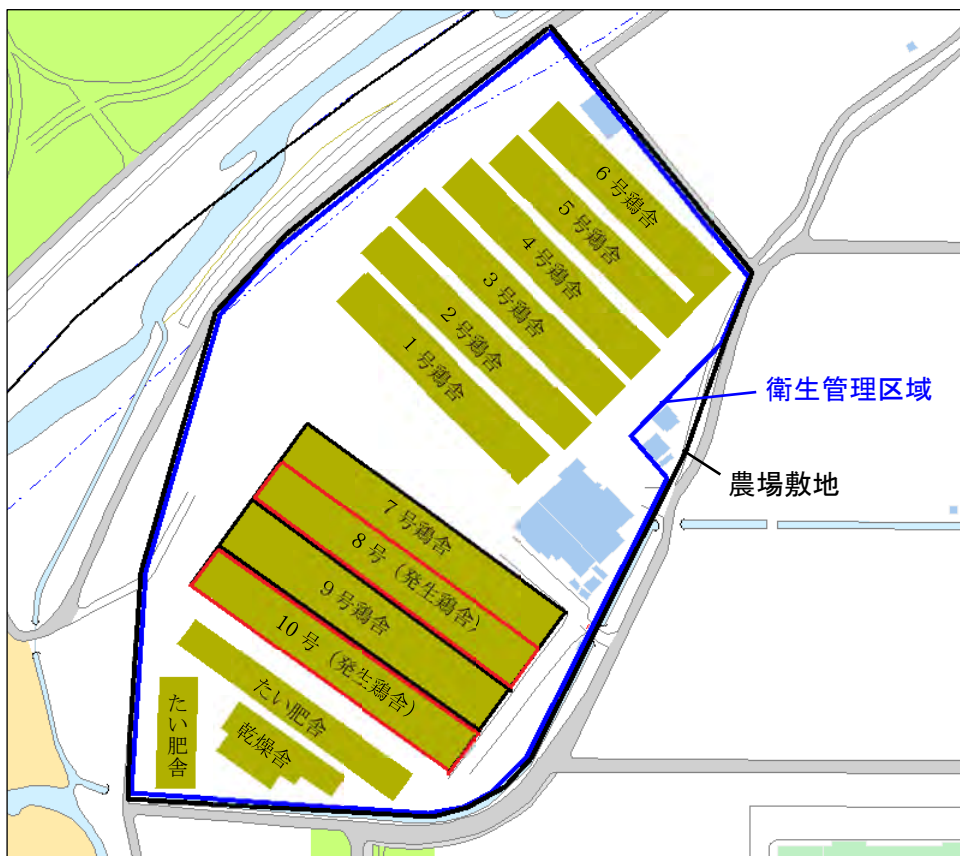 6 号鶏舎
5 号鶏舎
4 号鶏舎
3 号鶏舎
2 号鶏舎
1 号鶏舎
衛生管理区域
農場敷地
7 号鶏舎
8 号 (発生鶏舎)
9 号鶏舎
10 号 (発生鶏舎)
たい肥舎
たい肥舎
乾燥舎